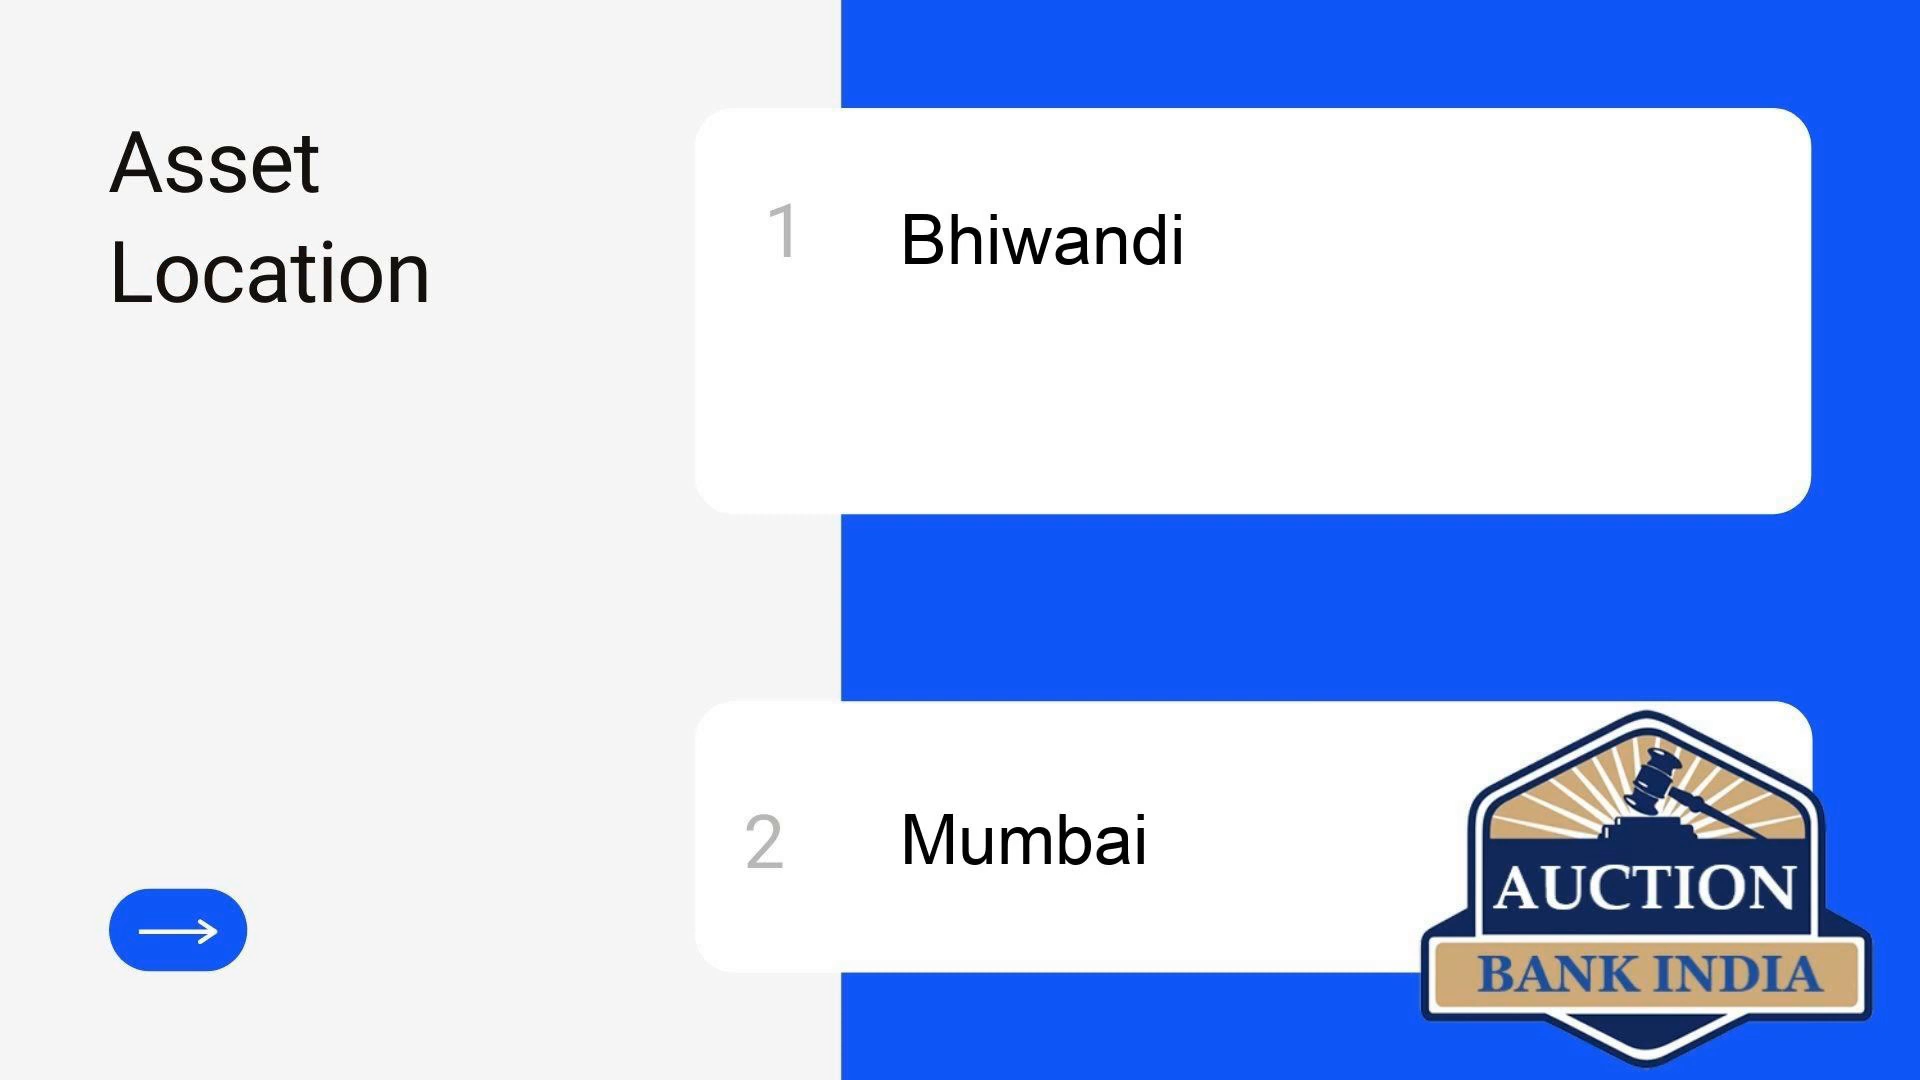 Asset
Location
1
Bhiwandi
2
Mumbai
AUCTION
BANK INDIA